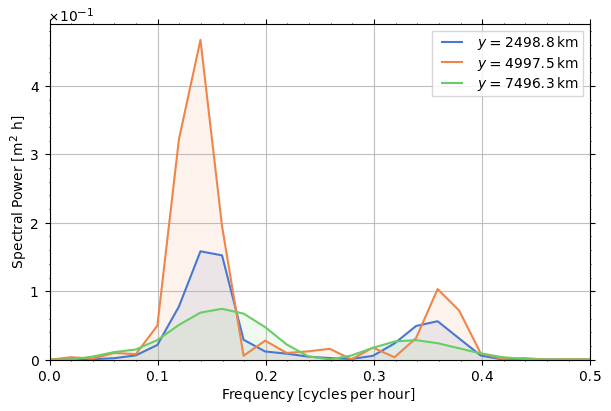 ×10⁻¹
y = 2498.8 km
y = 4997.5 km
y = 7496.3 km
Spectral Power [m² h]
4
3
2
1
0
0.0 0.1 0.2 0.3 0.4 0.5
Frequency [cycles per hour]